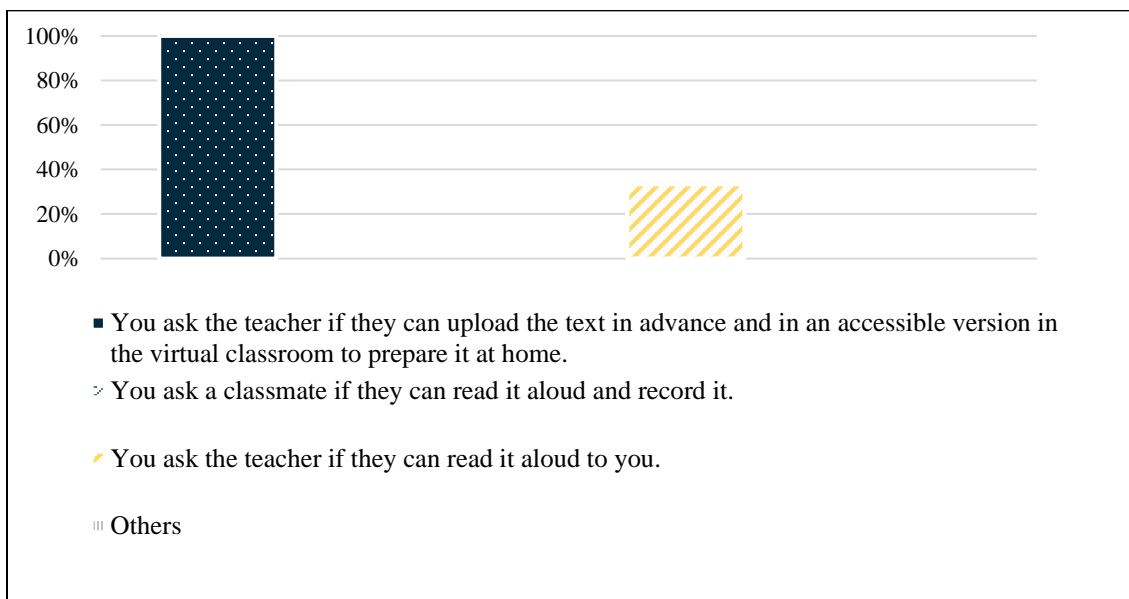 100%
80%
60%
40%
20%
0%
You ask the teacher if they can upload the text in advance and in an accessible version in
the virtual classroom to prepare it at home.
You ask a classmate if they can read it aloud and record it.
You ask the teacher if they can read it aloud to you.
Others